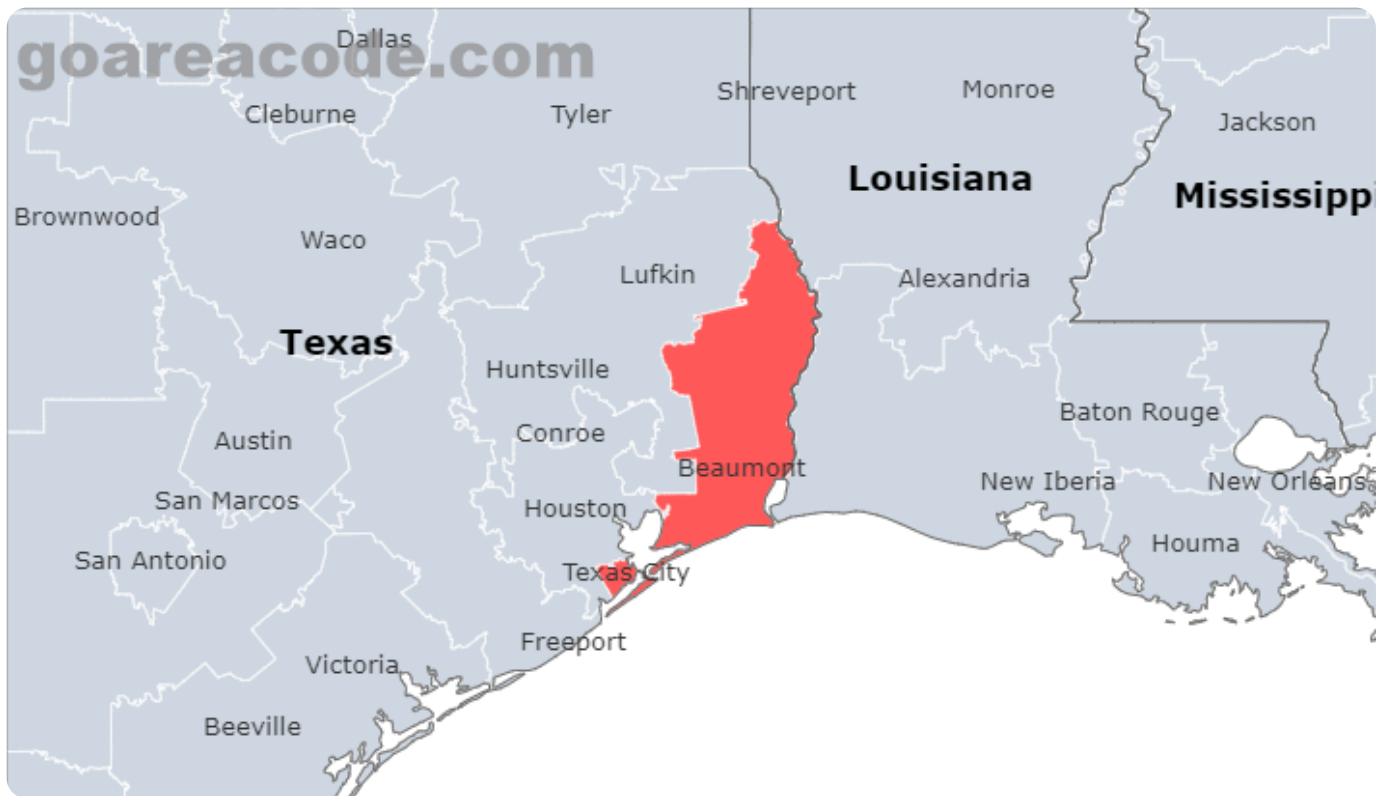 goareacode.com
Dallas
Shreveport
Monroe
Cleburne
Tyler
Jackson
Louisiana
Mississippi
Brownwood
Waco
Lufkin
Alexandria
Texas
Huntsville
Baton Rouge
Austin
Conroe
Beaumont
New Iberia
New Orleans
San Marcos
Houston
Houma
San Antonio
Texas City
Freeport
Victoria
Beeville